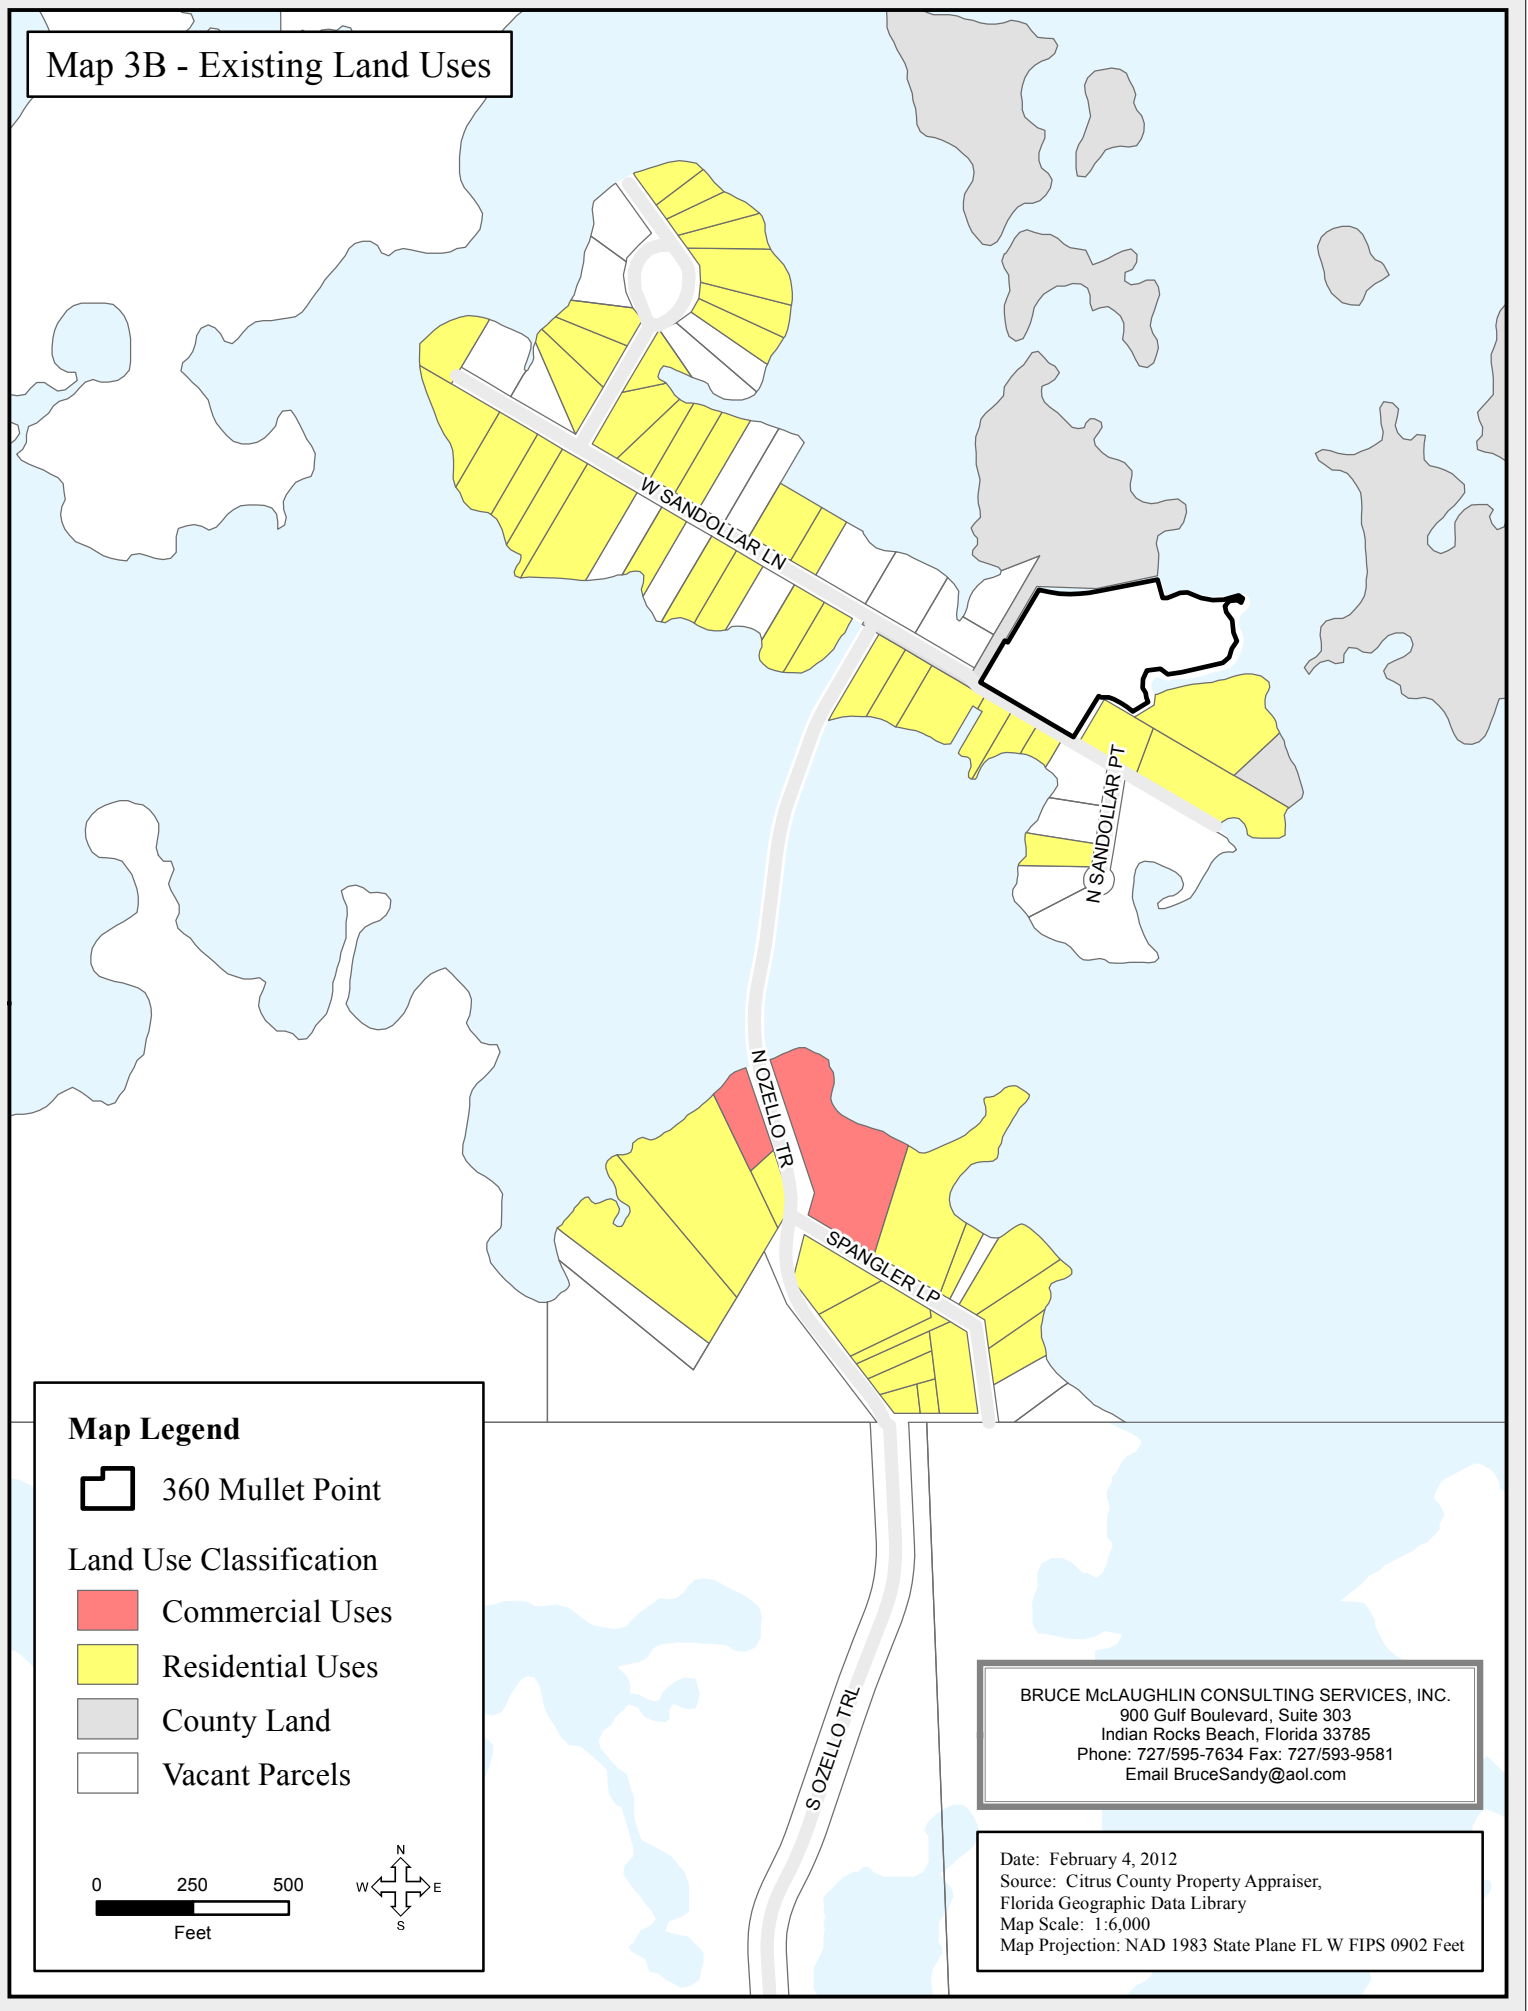 Map 3B - Existing Land Uses
W SANDOLLAR LN
N SANDOLLAR PT
N OZELLO TR
SPANGLER LP
S OZELLO TRL
Map Legend
360 Mullet Point
Land Use Classification
Commercial Uses
Residential Uses
County Land
Vacant Parcels
0 250 500
Feet
N
W E
S
BRUCE McLAUGHLIN CONSULTING SERVICES, INC.
900 Gulf Boulevard, Suite 303
Indian Rocks Beach, Florida 33785
Phone: 727/595-7634 Fax: 727/593-9581
Email BruceSandy@aol.com
Date: February 4, 2012
Source: Citrus County Property Appraiser,
Florida Geographic Data Library
Map Scale: 1:6,000
Map Projection: NAD 1983 State Plane FL W FIPS 0902 Feet